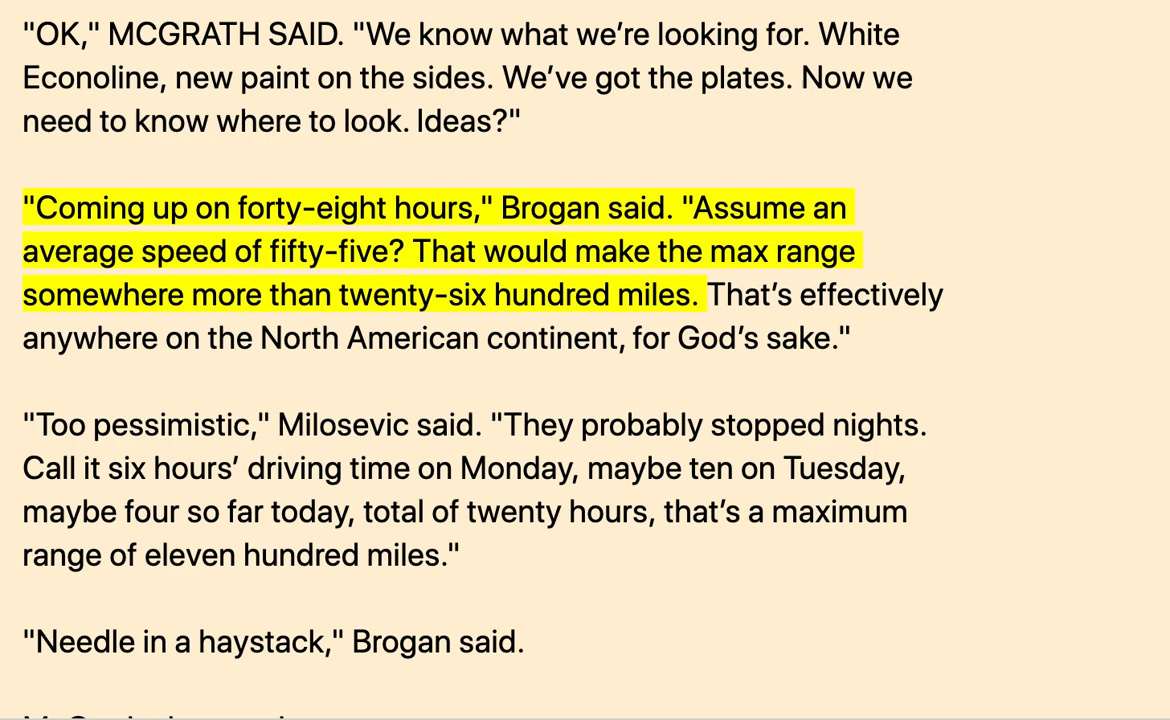 "OK," MCGRATH SAID. "We know what we’re looking for. White
Econoline, new paint on the sides. We’ve got the plates. Now we
need to know where to look. Ideas?"
"Coming up on forty-eight hours," Brogan said. "Assume an
average speed of fifty-five? That would make the max range
somewhere more than twenty-six hundred miles. That’s effectively
anywhere on the North American continent, for God’s sake."
"Too pessimistic," Milosevic said. "They probably stopped nights.
Call it six hours’ driving time on Monday, maybe ten on Tuesday,
maybe four so far today, total of twenty hours, that’s a maximum
range of eleven hundred miles."
"Needle in a haystack," Brogan said.